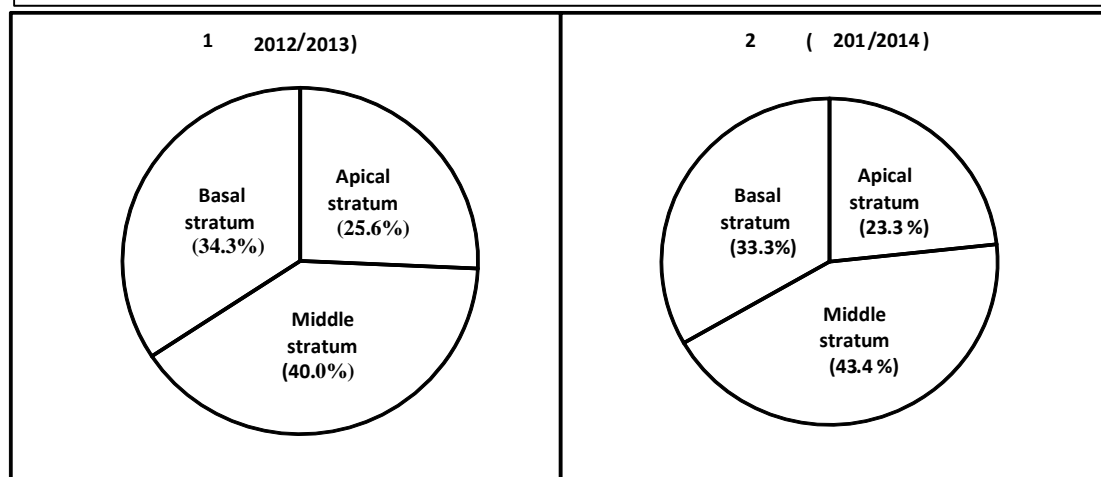 1 2012/2013)
Apical
stratum
(25.6%)
Basal
stratum
(34.3%)
Middle
stratum
(40.0%)
2 ( 201/2014)
Apical
stratum
(23.3 %)
Basal
stratum
(33.3%)
Middle
stratum
(43.4 %)